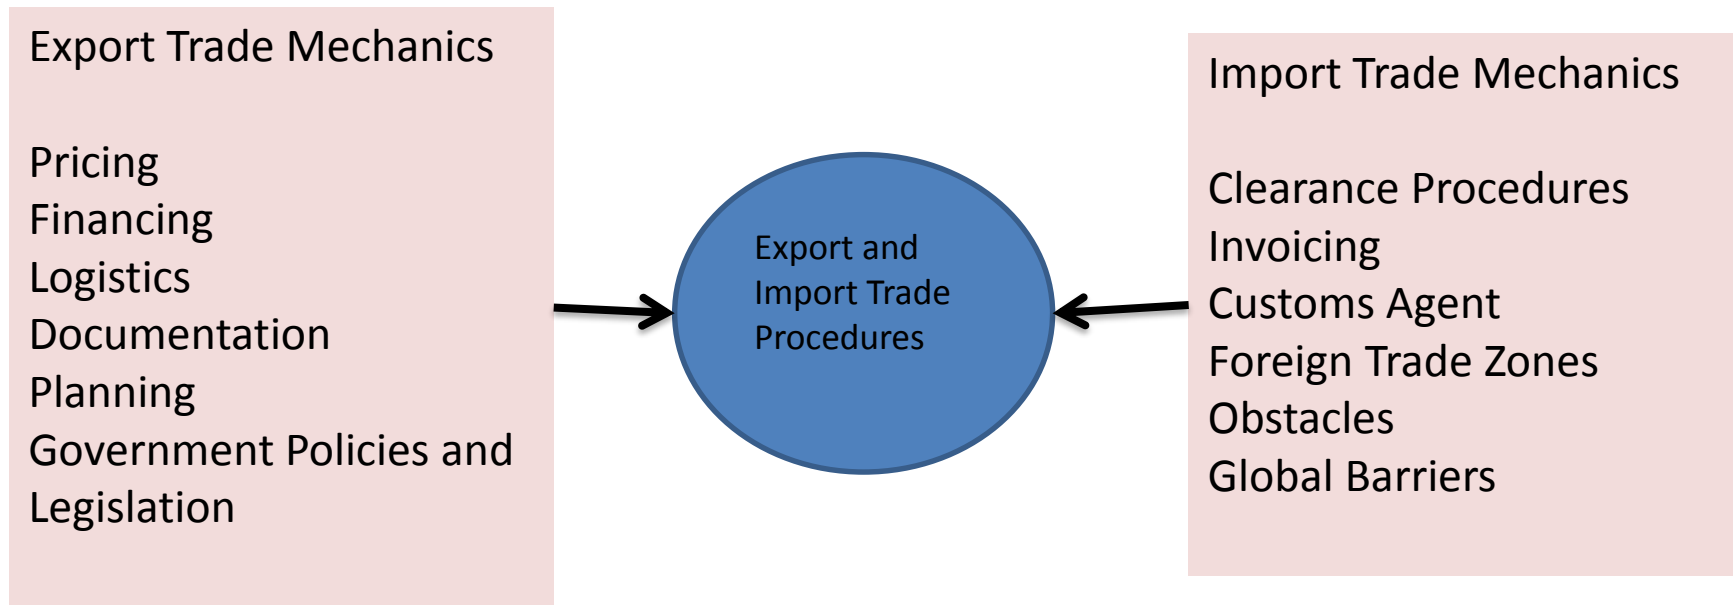 Export Trade Mechanics
Pricing
Financing
Logistics
Documentation
Planning
Government Policies and
Legislation
Export and
Import Trade
Procedures
Import Trade Mechanics
Clearance Procedures
Invoicing
Customs Agent
Foreign Trade Zones
Obstacles
Global Barriers